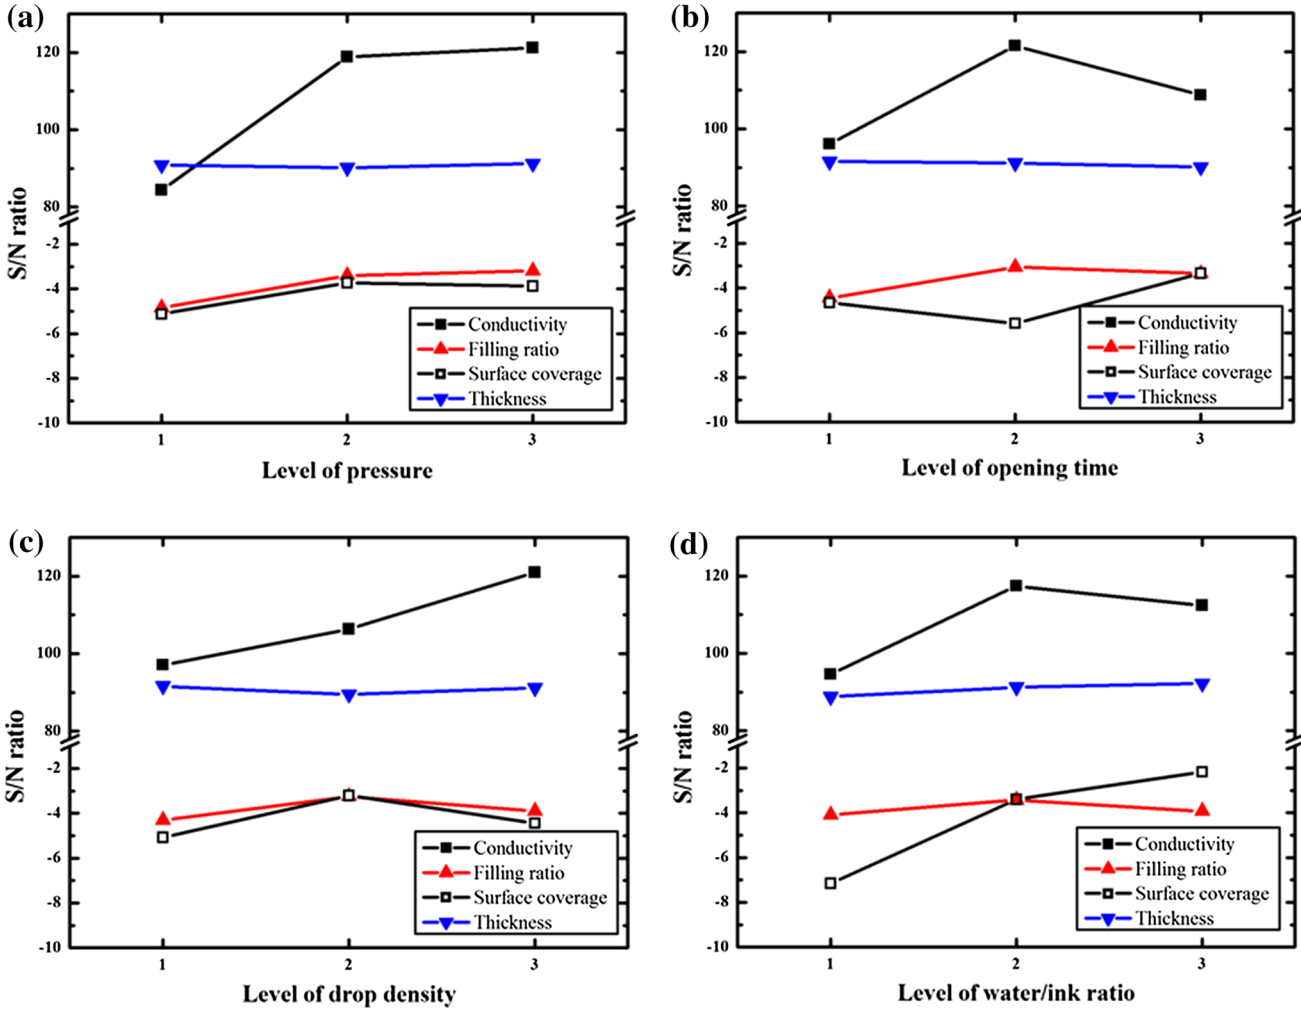 (a)
120
100
80
-2
-4
-6
-8
-10
S/N ratio
Conductivity
Filling ratio
Surface coverage
Thickness
1 2 3
Level of pressure
(b)
120
100
80
-2
-4
-6
-8
-10
S/N ratio
Conductivity
Filling ratio
Surface coverage
Thickness
1 2 3
Level of opening time
(c)
120
100
80
-2
-4
-6
-8
-10
S/N ratio
Conductivity
Filling ratio
Surface coverage
Thickness
1 2 3
Level of drop density
(d)
120
100
80
-2
-4
-6
-8
-10
S/N ratio
Conductivity
Filling ratio
Surface coverage
Thickness
1 2 3
Level of water/ink ratio